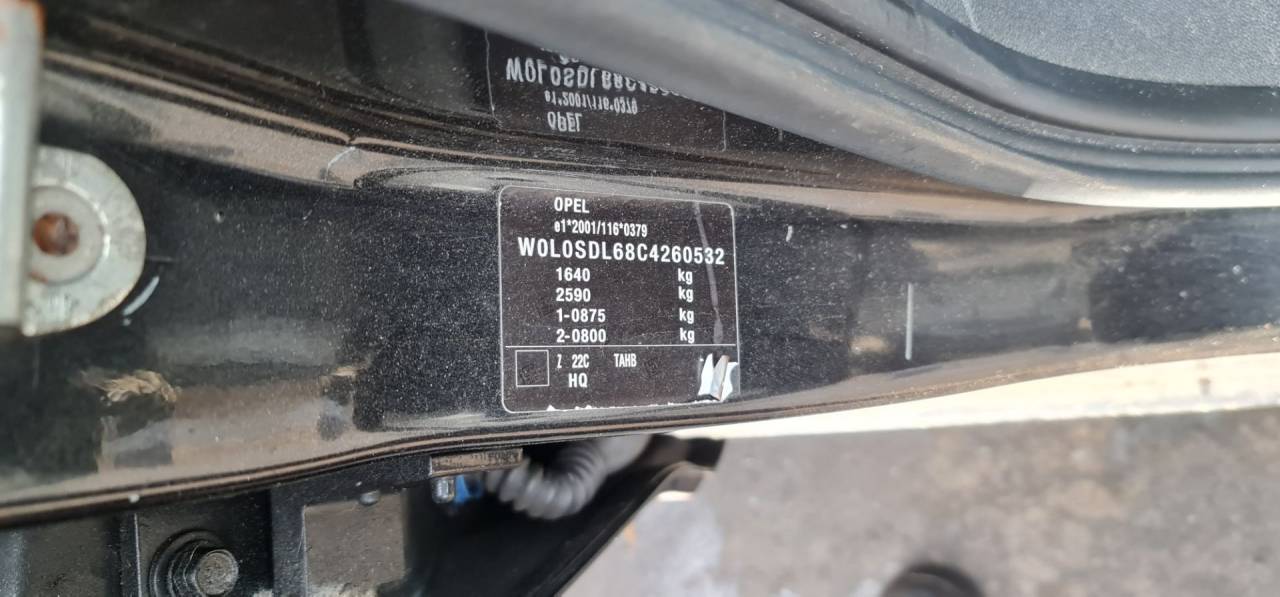 OPEL
e1*2001/116*0379
W0L0SDL68C4260532
1640 kg
2590 kg
1-0875 kg
2-0800 kg
Z 22C TAHB
HQ